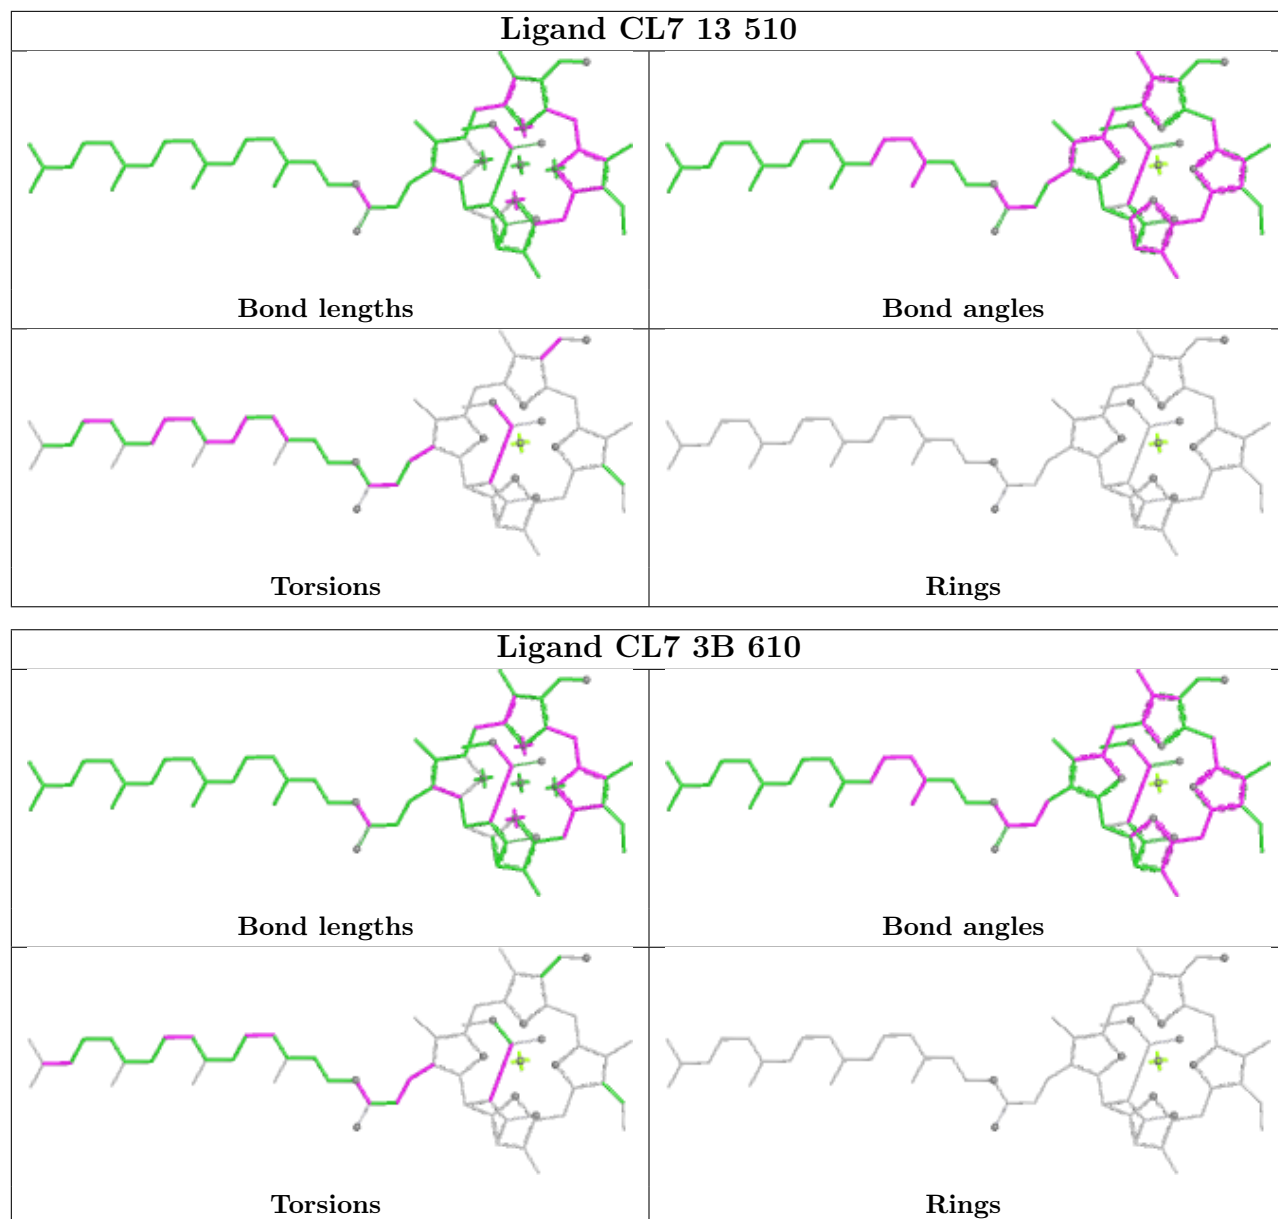 Ligand CL7 13 510
Bond lengths
Bond angles
Torsions
Rings
Ligand CL7 3B 610
Bond lengths
Bond angles
Torsions
Rings